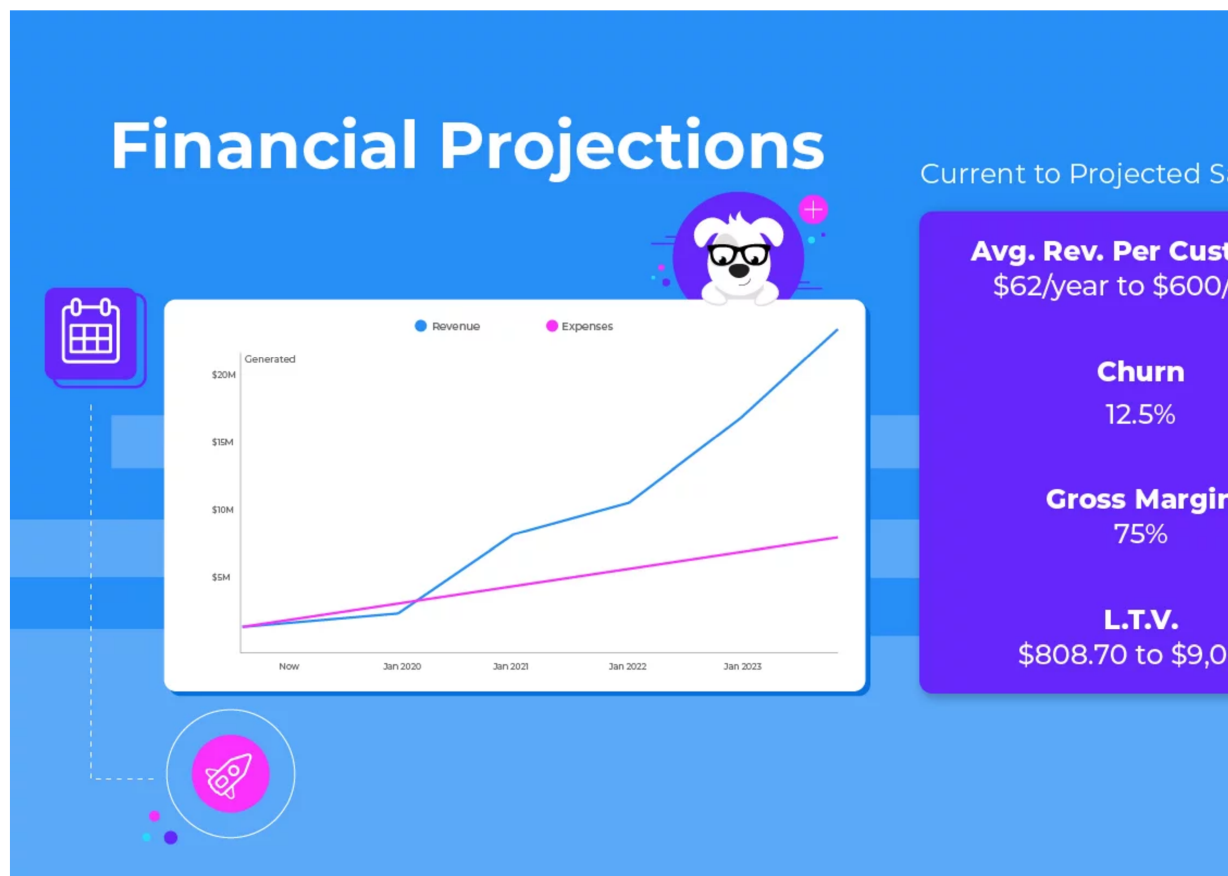 Financial Projections
Revenue
Expenses
Generated
$20M
$15M
$10M
$5M
Now
Jan 2020
Jan 2021
Jan 2022
Jan 2023
Current to Projected
Avg. Rev. Per
$62/year to $600/
Churn
12.5%
Gross Margin
75%
L.T.V.
$808.70 to $9,0